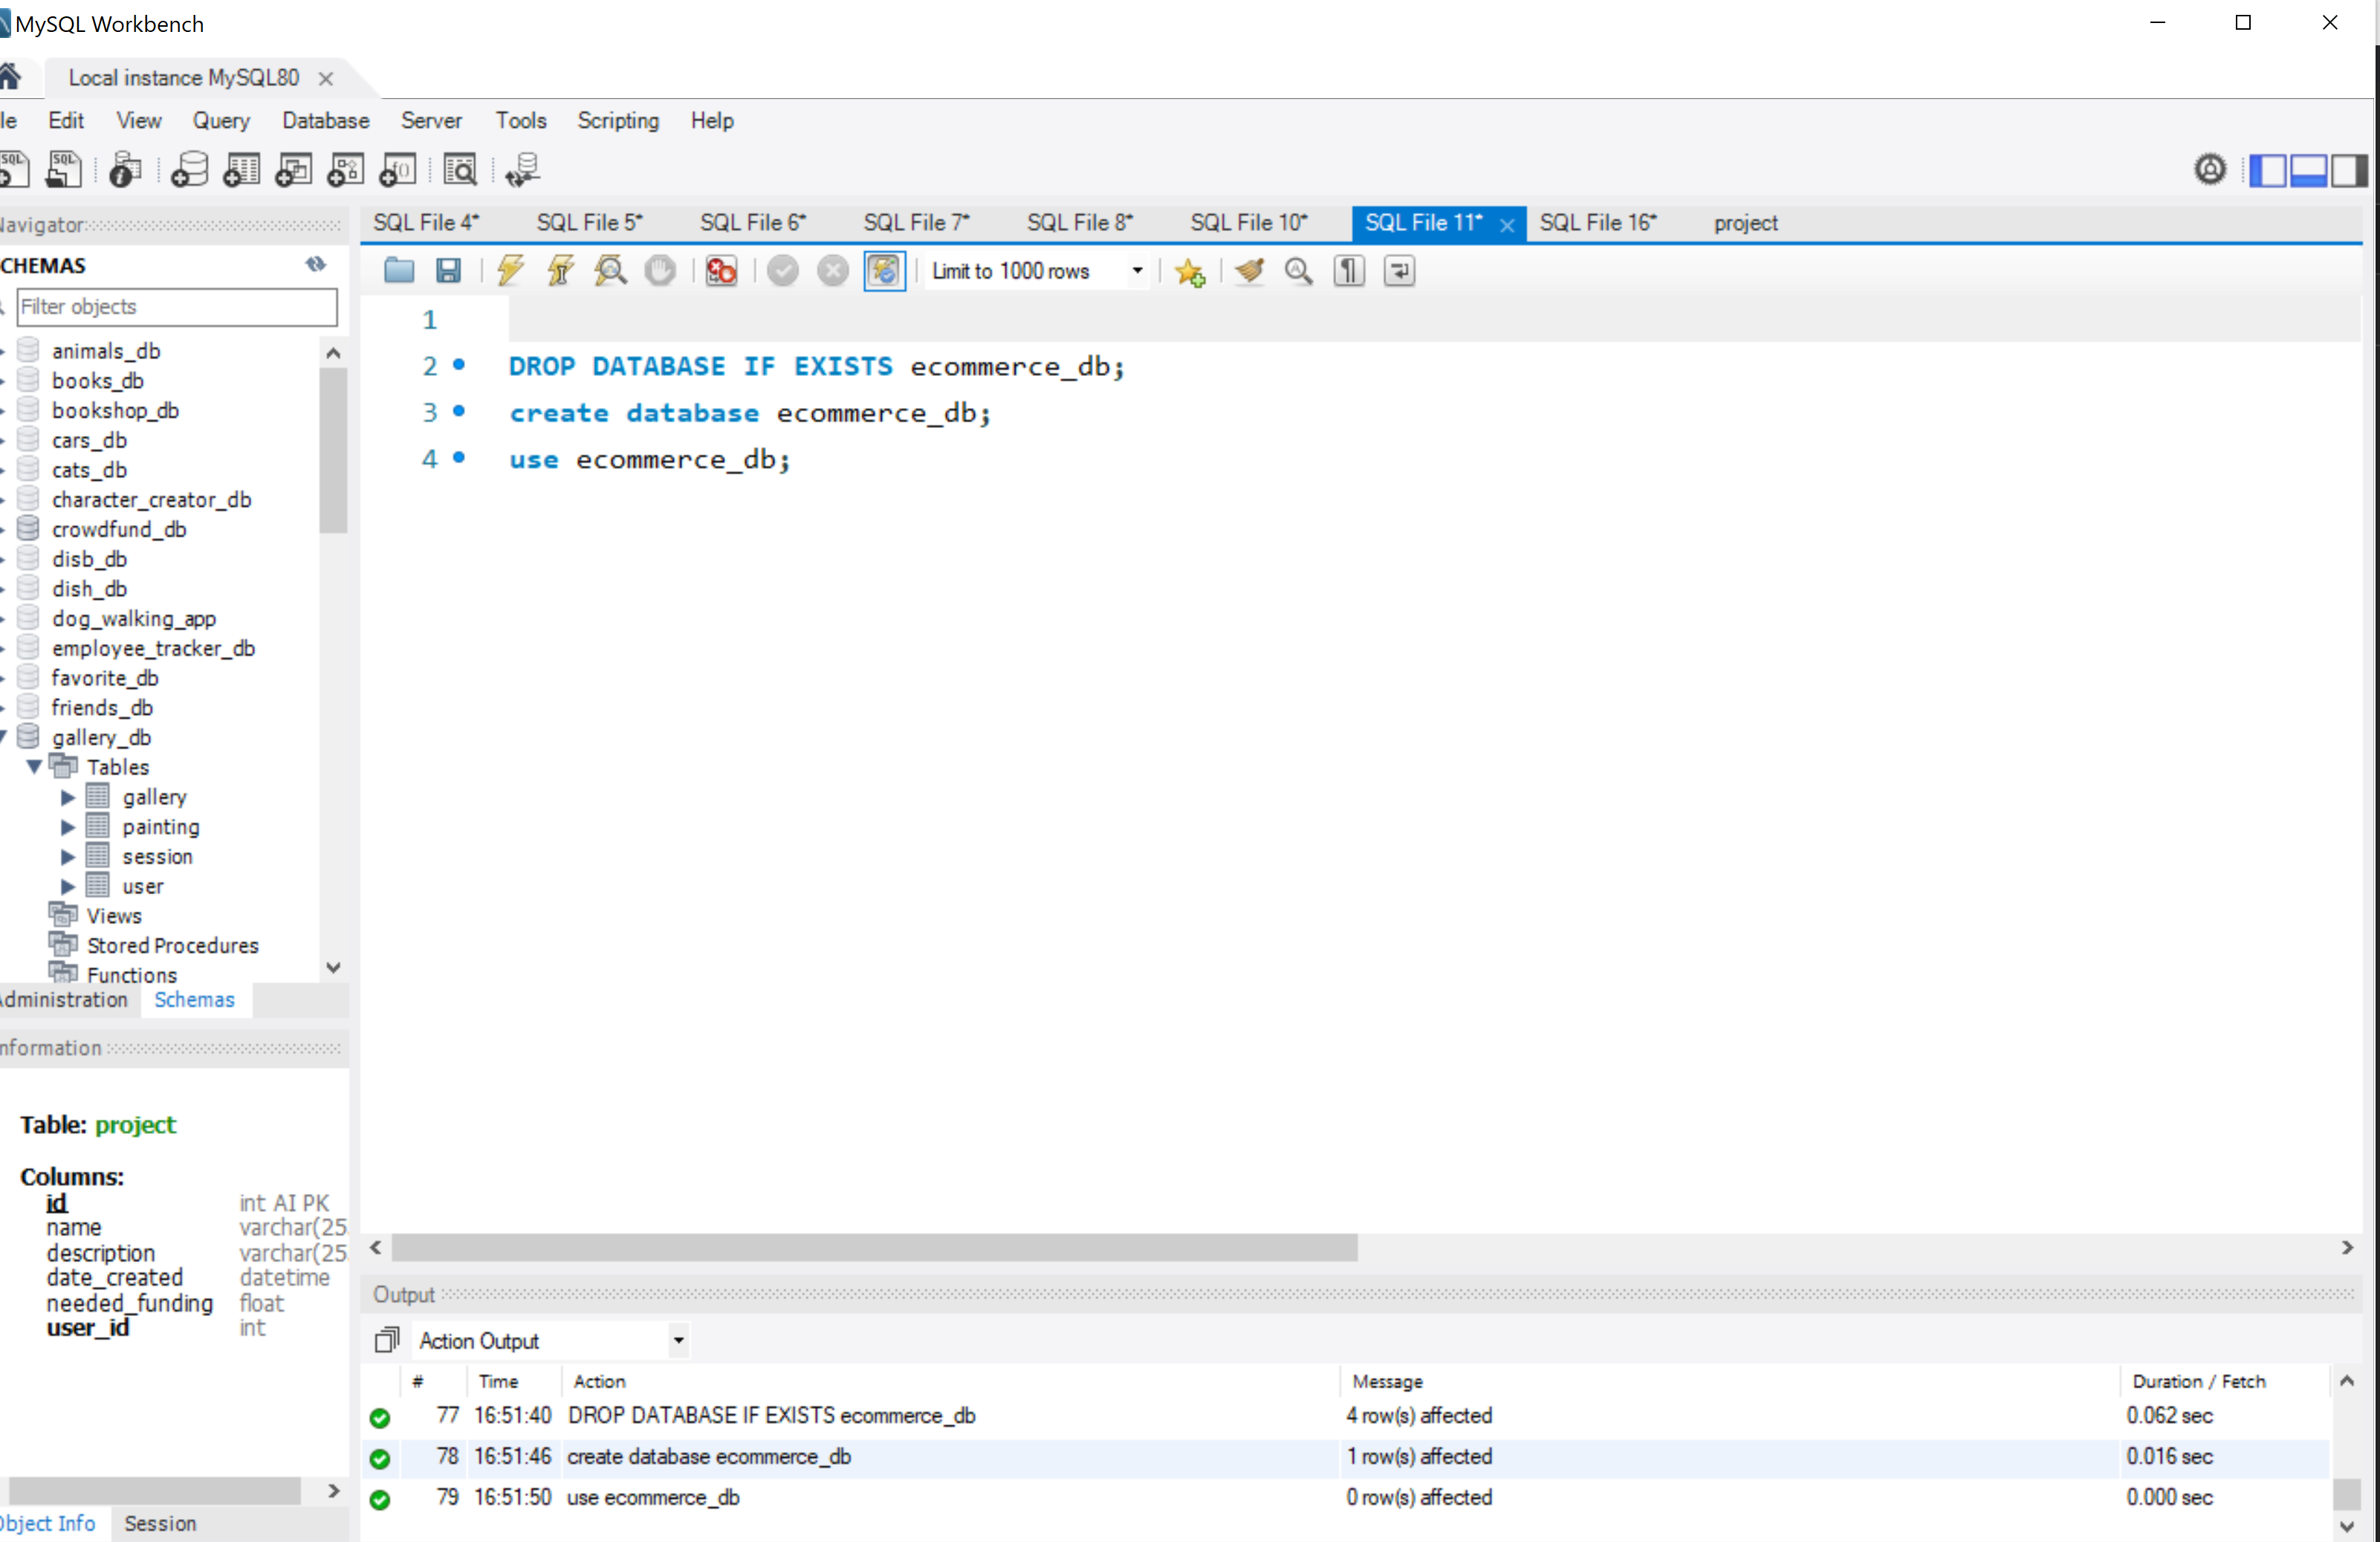 MySQL Workbench
Local instance MySQL80
le Edit View Query Database Server Tools Scripting Help
Navigator
SQL File 4* SQL File 5* SQL File 6* SQL File 7* SQL File 8* SQL File 10* SQL File 11* SQL File 16* project
CHEMAS
Limit to 1000 rows
Filter objects
animals_db
books_db
bookshop_db
cars_db
cats_db
character_creator_db
crowdfund_db
disb_db
dish_db
dog_walking_app
employee_tracker_db
favorite_db
friends_db
gallery_db
Tables
gallery
painting
session
user
Views
Stored Procedures
Functions
Administration Schemas
1
2 DROP DATABASE IF EXISTS ecommerce_db;
3 create database ecommerce_db;
4 use ecommerce_db;
nformation
Table: project
Columns:
id int AI PK
name varchar(25
description varchar(25
date_created datetime
needed_funding float
user_id int
Object Info Session
Output
Action Output
# Time Action Message Duration / Fetch
77 16:51:40 DROP DATABASE IF EXISTS ecommerce_db 4 row(s) affected 0.062 sec
78 16:51:46 create database ecommerce_db 1 row(s) affected 0.016 sec
79 16:51:50 use ecommerce_db 0 row(s) affected 0.000 sec